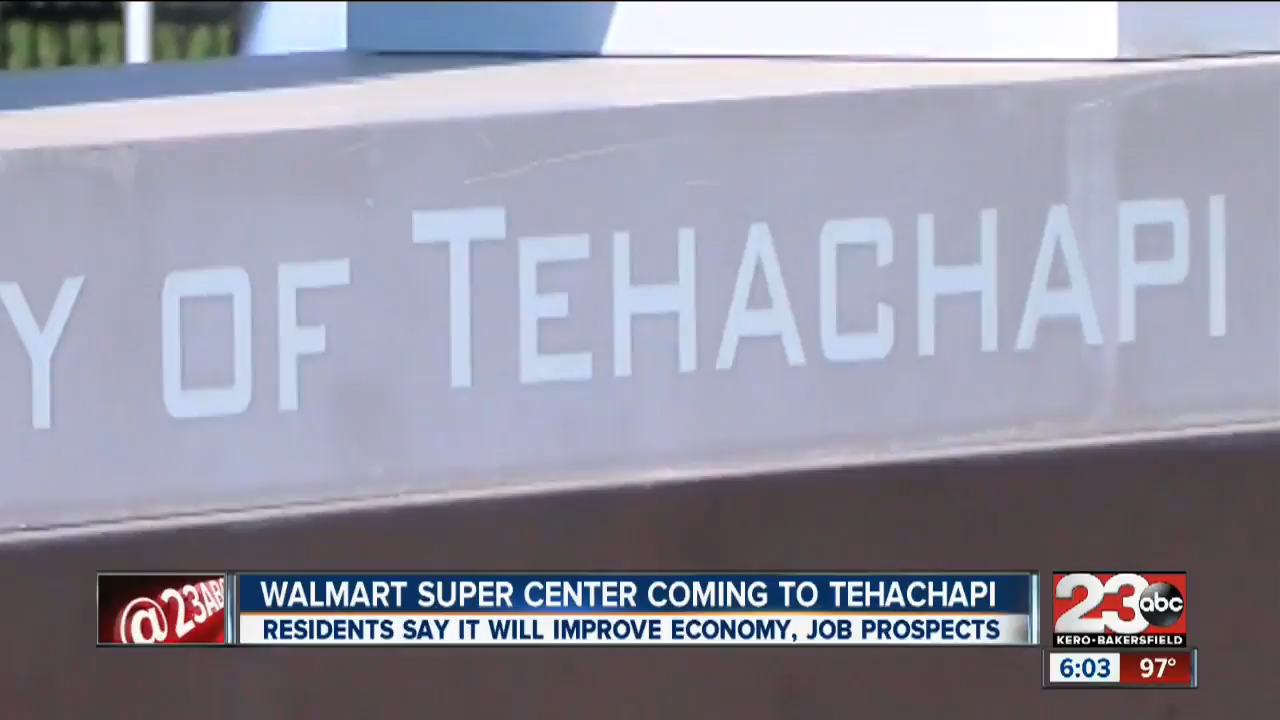 Y OF TEHACHAPI
@23ABC
WALMART SUPER CENTER COMING TO TEHACHAPI
RESIDENTS SAY IT WILL IMPROVE ECONOMY, JOB PROSPECTS
23 abc
KERO•BAKERSFIELD
6:03 97°